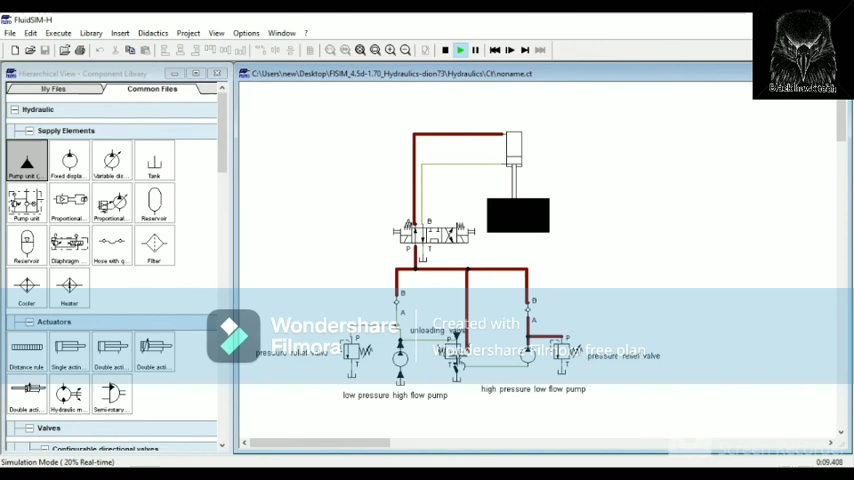 FluidSIM-H
File Edit Execute Library Insert Didactics Project View Options Window ?
Hierarchical View - Component Library
C:\Users\new\Desktop\FlSIM_4.5d-1.70_Hydraulics-dion73\Hydraulics\Ct\noname.ct
My Files Common Files
Hydraulic
Supply Elements
Pump unit (... Fixed displa... Variable dis... Tank
Pump unit Proportional... Proportional... Reservoir
Reservoir Diaphragm ... Hose with q... Filter
Cooler Heater
Actuators
Distance rule Single acti... Double acti... Double acti...
Double acti... Hydraulic m... Semi-rotary...
Valves
Configurable directional valves
A B
P T
B
A
B
A
unloading valve
P
T
P
T
P
T
pressure relief valve
pressure relief valve
low pressure high flow pump
high pressure low flow pump
Wondershare
Filmora
Created with
Wondershare Filmora free plan
Simulation Mode ( 20% Real-time)
0:09.408